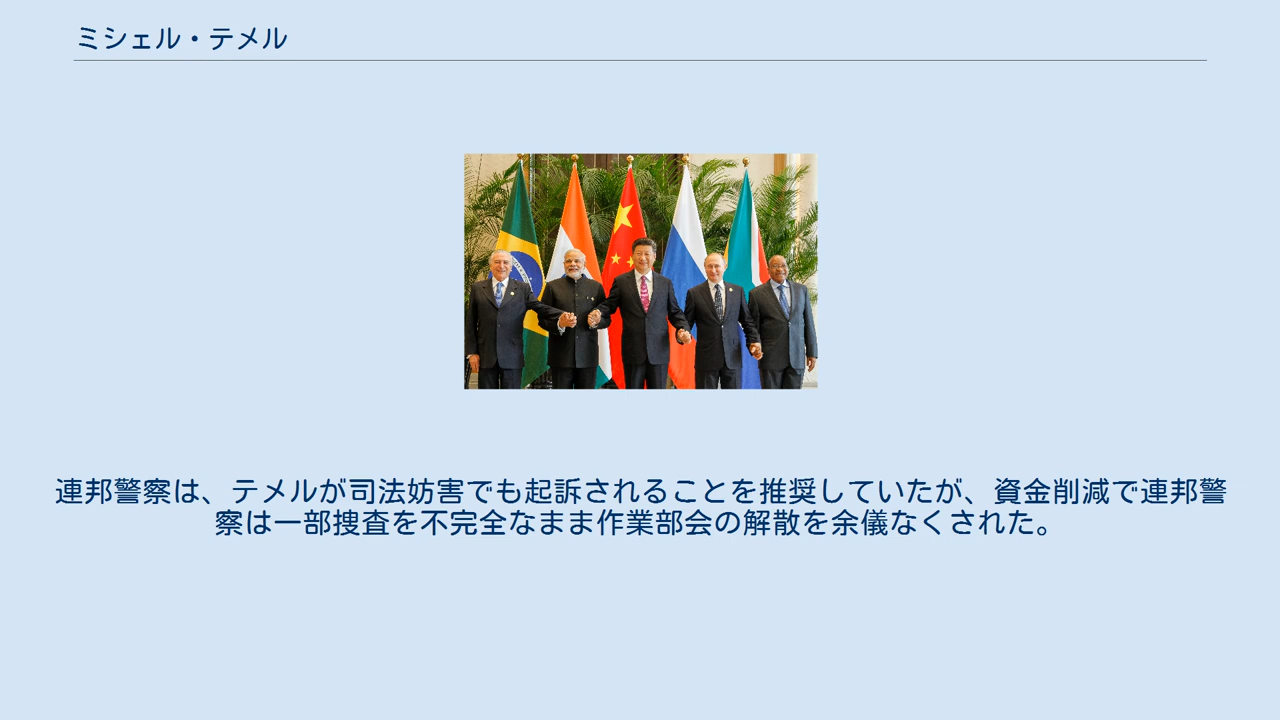 ミシェル・テメル
連邦警察は、テメルが司法妨害でも起訴されることを推奨していたが、資金削減で連邦警
察は一部捜査を不完全なまま作業部会の解散を余儀なくされた。